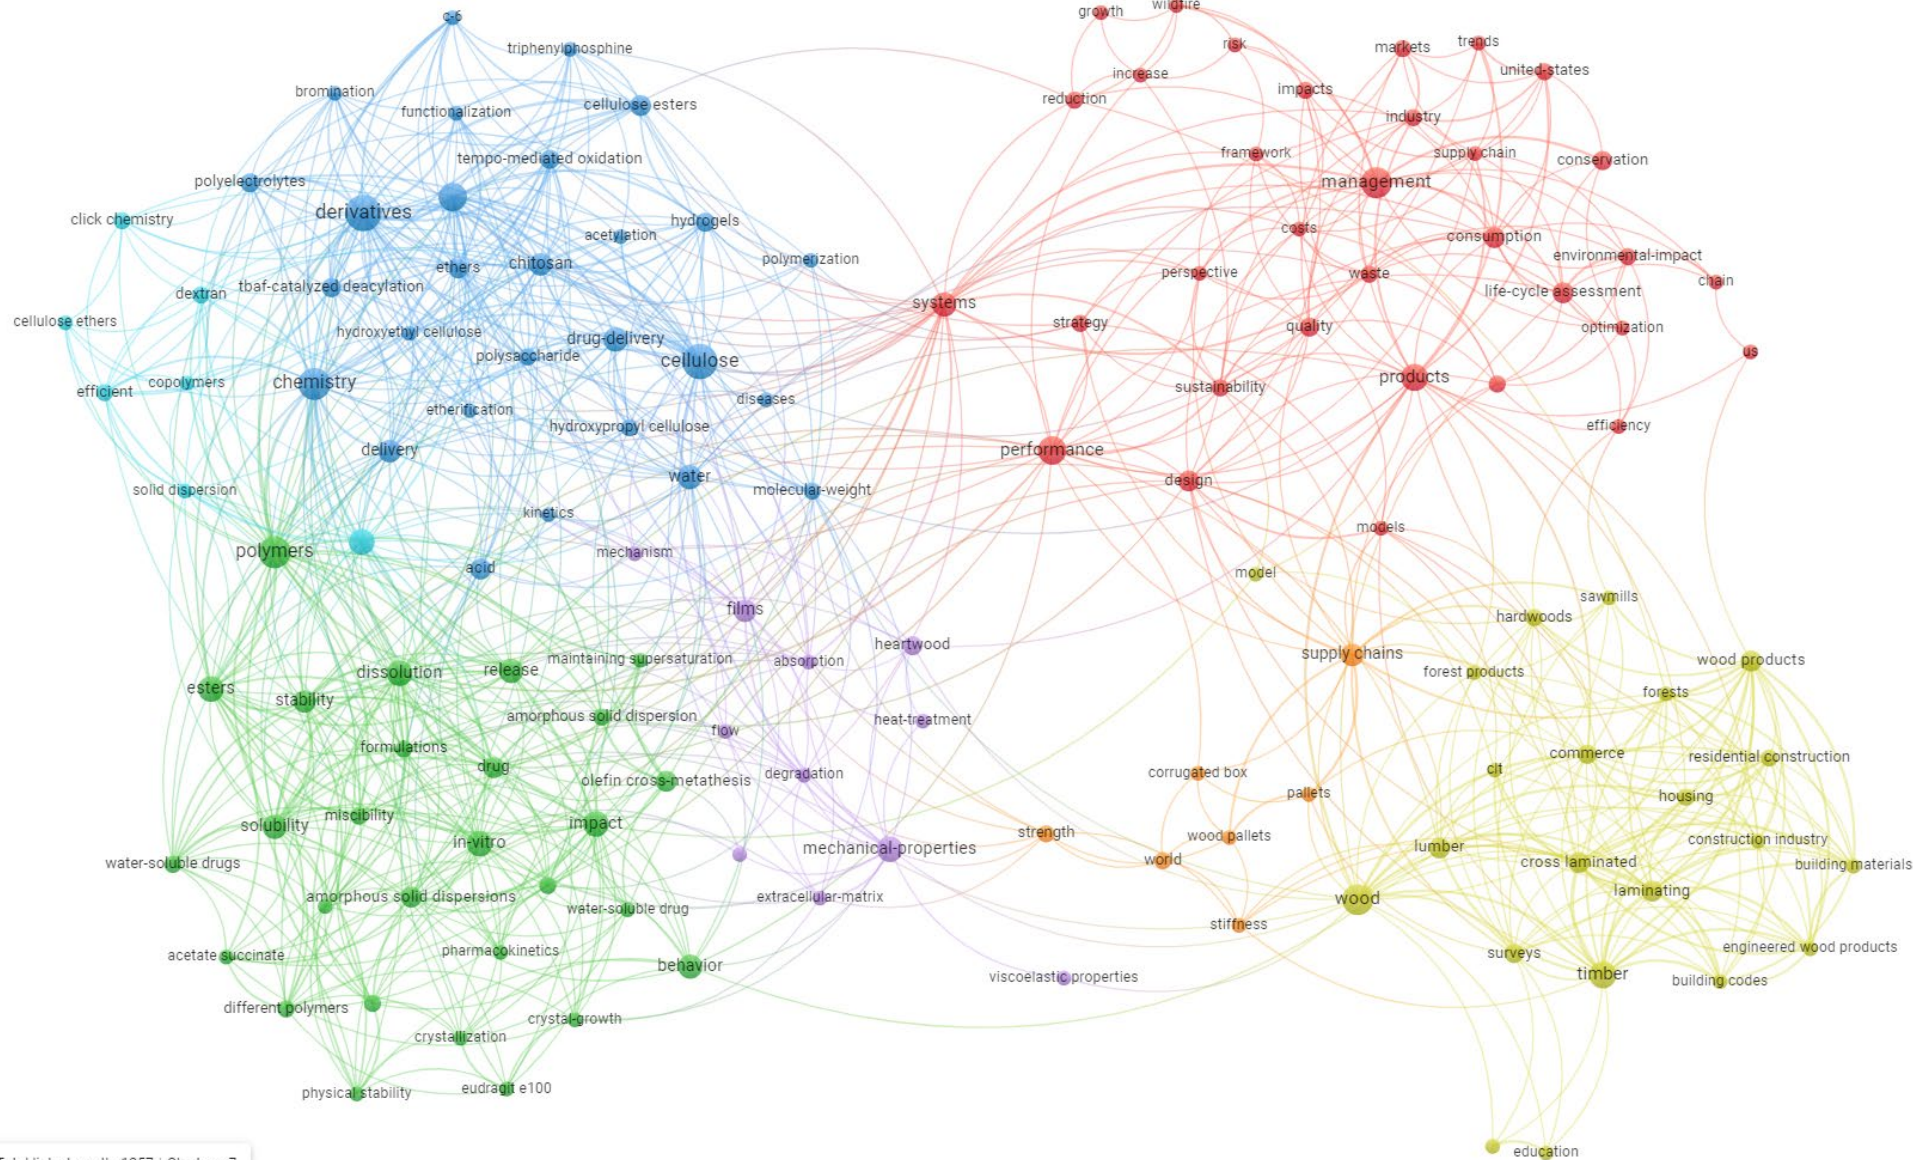 c-6
growth
wildfire
triphenylphosphine
risk
markets
trends
united-states
increase
bromination
functionalization
cellulose esters
reduction
impacts
industry
tempo-mediated oxidation
framework
supply chain
conservation
polyelectrolytes
management
click chemistry
derivatives
hydrogels
acetylation
costs
consumption
ethers
chitosan
polymerization
environmental-impact
tbaf-catalyzed deacylation
perspective
waste
chain
dextran
systems
life-cycle assessment
cellulose ethers
hydroxyethyl cellulose
drug-delivery
strategy
quality
optimization
polysaccharide
cellulose
us
efficient
copolymers
chemistry
diseases
sustainability
products
etherification
hydroxypropyl cellulose
efficiency
delivery
performance
solid dispersion
water
molecular-weight
design
kinetics
models
polymers
mechanism
acid
model
films
sawmills
hardwoods
heartwood
supply chains
dissolution
release
maintaining supersaturation
absorption
forest products
wood products
esters
stability
forests
amorphous solid dispersion
flow
heat-treatment
formulations
commerce
residential construction
drug
olefin cross-metathesis
degradation
corrugated box
clt
pallets
housing
solubility
miscibility
impact
in-vitro
mechanical-properties
strength
wood pallets
lumber
construction industry
water-soluble drugs
world
cross laminated
building materials
amorphous solid dispersions
extracellular-matrix
wood
laminating
water-soluble drug
stiffness
acetate succinate
pharmacokinetics
behavior
surveys
engineered wood products
viscoelastic properties
timber
building codes
different polymers
crystal-growth
crystallization
physical stability
eudragit e100
education